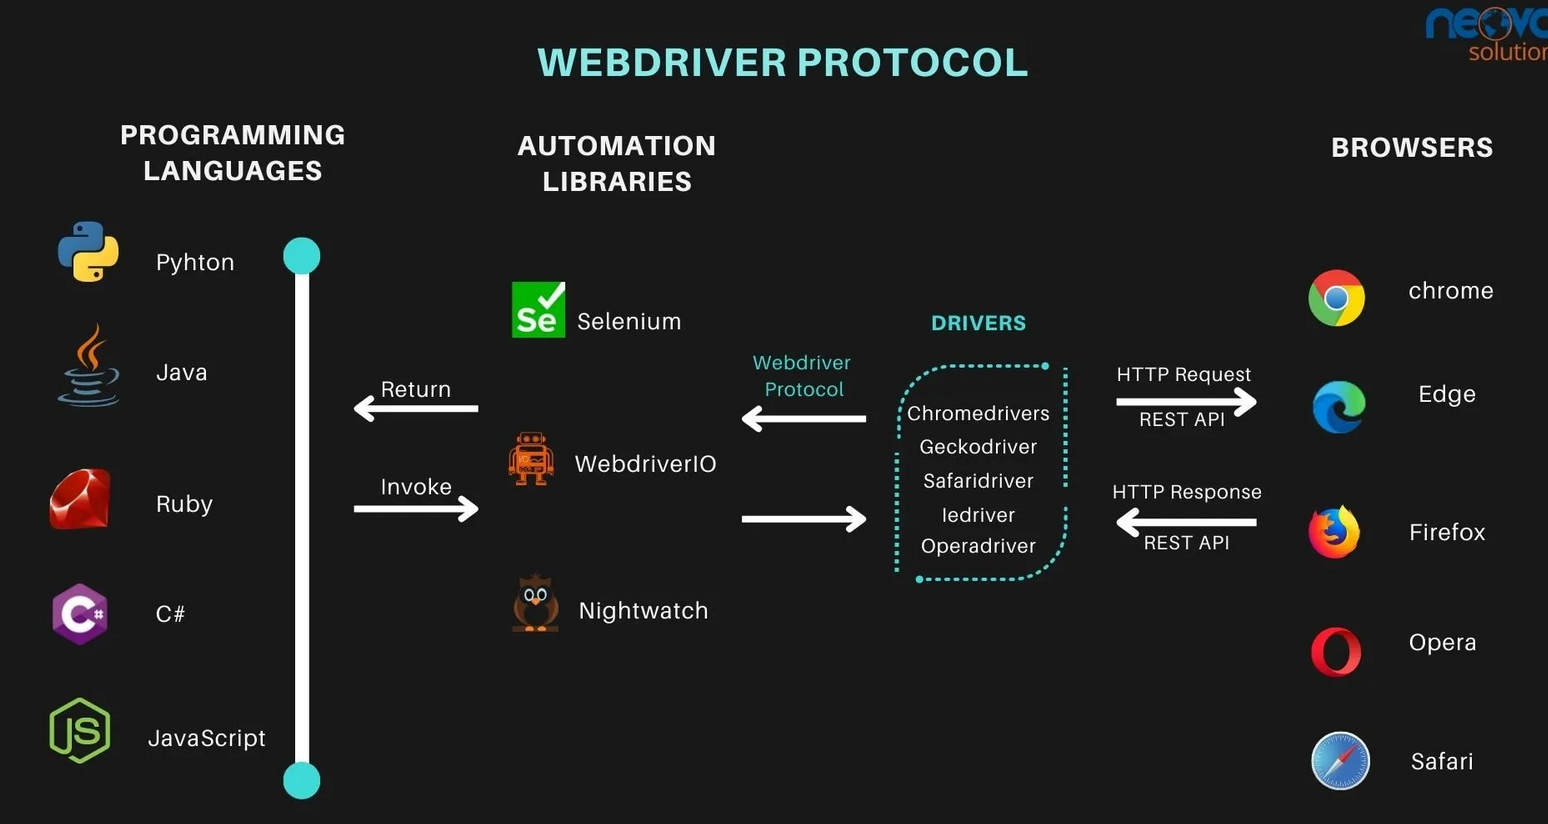 neovo
solution
WEBDRIVER PROTOCOL
PROGRAMMING
LANGUAGES
Pyhton
Java
Ruby
C#
JS
JavaScript
Return
Invoke
AUTOMATION
LIBRARIES
Se
Selenium
WebdriverIO
Nightwatch
Webdriver
Protocol
DRIVERS
Chromedrivers
Geckodriver
Safaridriver
Iedriver
Operadriver
HTTP Request
REST API
HTTP Response
REST API
BROWSERS
chrome
Edge
Firefox
Opera
Safari